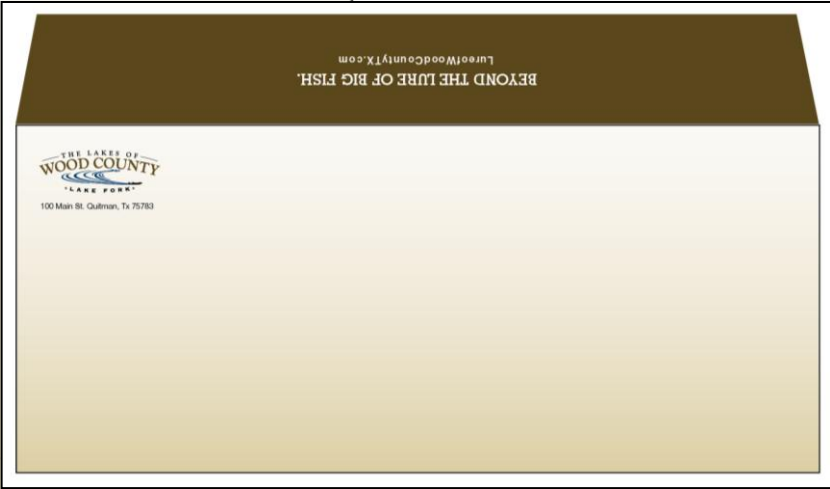 BEYOND THE LURE OF BIG FISH.
LureofWoodCountyTX.com
THE LAKES OF
WOOD COUNTY
·LAKE FORK·
100 Main St. Quitman, Tx 75783